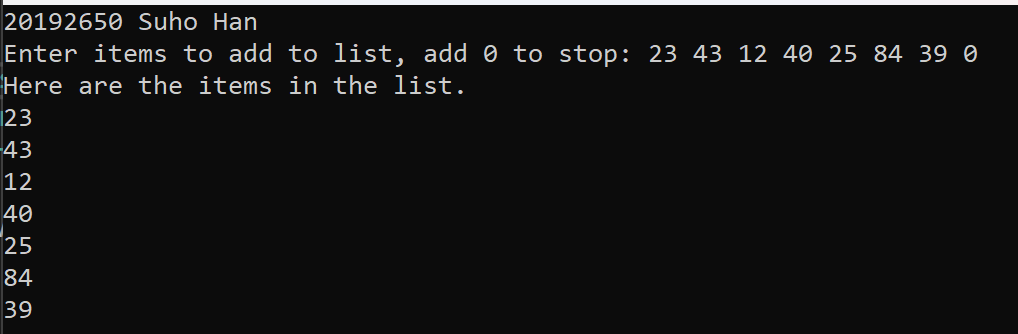 20192650 Suho Han
Enter items to add to list, add 0 to stop: 23 43 12 40 25 84 39 0
Here are the items in the list.
23
43
12
40
25
84
39